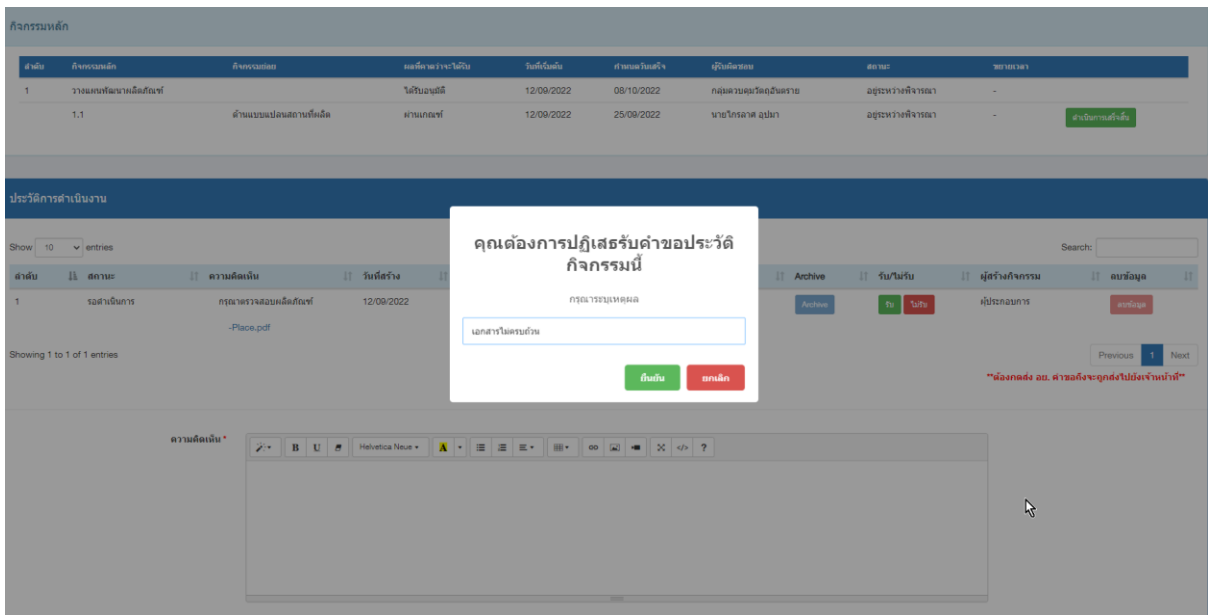 กิจกรรมหลัก
ลำดับ กิจกรรมหลัก กิจกรรมย่อย ผลที่คาดว่าจะได้รับ วันที่เริ่มต้น กำหนดวันเสร็จ ผู้รับผิดชอบ สถานะ ขยายเวลา
1 วางแผนพัฒนาผลิตภัณฑ์ ได้รับอนุมัติ 12/09/2022 08/10/2022 กลุ่มควบคุมวัตถุอันตราย อยู่ระหว่างพิจารณา -
1.1 ด้านแบบแปลนสถานที่ผลิต ผ่านเกณฑ์ 12/09/2022 25/09/2022 นายไกรลาศ อุปมา อยู่ระหว่างพิจารณา - ดำเนินการเสร็จสิ้น
ประวัติการดำเนินงาน
Show 10 entries
Search:
คุณต้องการปฏิเสธรับคำขอประวัติ
กิจกรรมนี้
กรุณาระบุเหตุผล
เอกสารไม่ครบถ้วน
ยืนยัน ยกเลิก
ลำดับ สถานะ ความคิดเห็น วันที่สร้าง Archive รับ/ไม่รับ ผู้สร้างกิจกรรม ลบข้อมูล
1 รอดำเนินการ กรุณาตรวจสอบผลิตภัณฑ์ 12/09/2022 Archive รับ ไม่รับ ผู้ประกอบการ ลบข้อมูล
-Place.pdf
Showing 1 to 1 of 1 entries
Previous 1 Next
**ต้องกดส่ง อย. คำขอถึงจะถูกส่งไปยังเจ้าหน้าที่**
ความคิดเห็น *
B U Helvetica Neue A </> ?